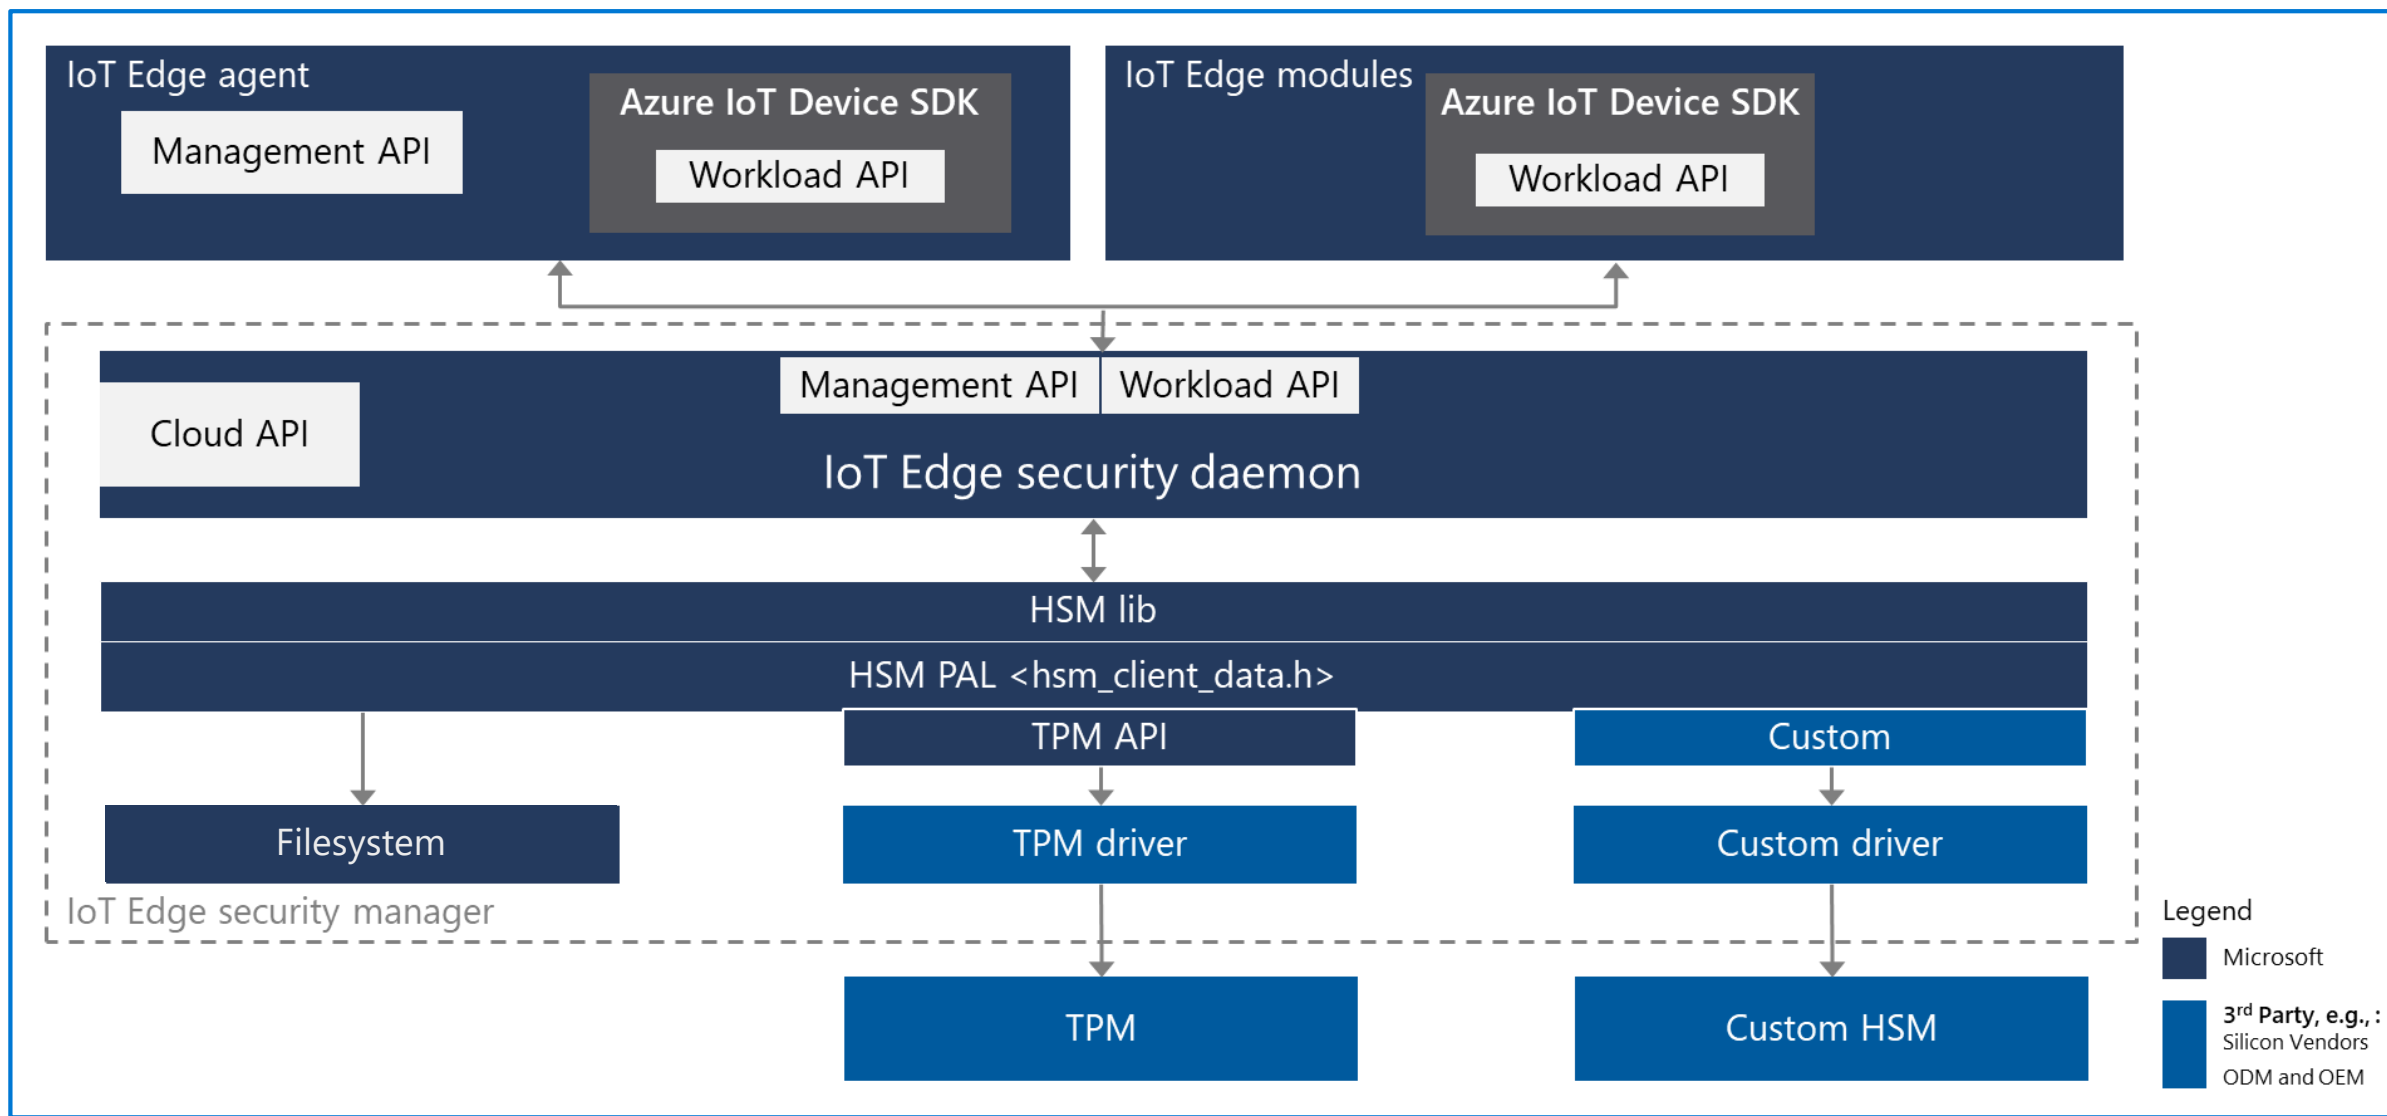 IoT Edge agent
Management API
Azure IoT Device SDK
Workload API
IoT Edge modules
Azure IoT Device SDK
Workload API
Management API
Workload API
Cloud API
IoT Edge security daemon
HSM lib
HSM PAL <hsm_client_data.h>
TPM API
Custom
Filesystem
TPM driver
Custom driver
IoT Edge security manager
TPM
Custom HSM
Legend
Microsoft
3rd Party, e.g., :
Silicon Vendors
ODM and OEM